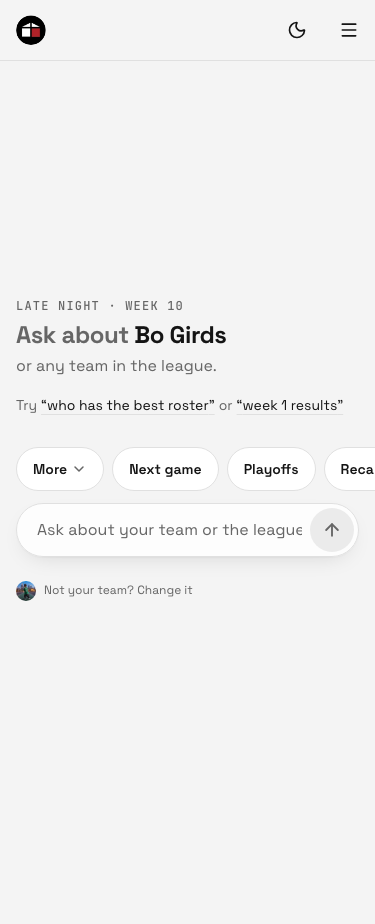 LATE NIGHT · WEEK 10
Ask about Bo Girds
or any team in the league.
Try “who has the best roster” or “week 1 results”
More
Next game
Playoffs
Reca
Ask about your team or the league
Not your team? Change it